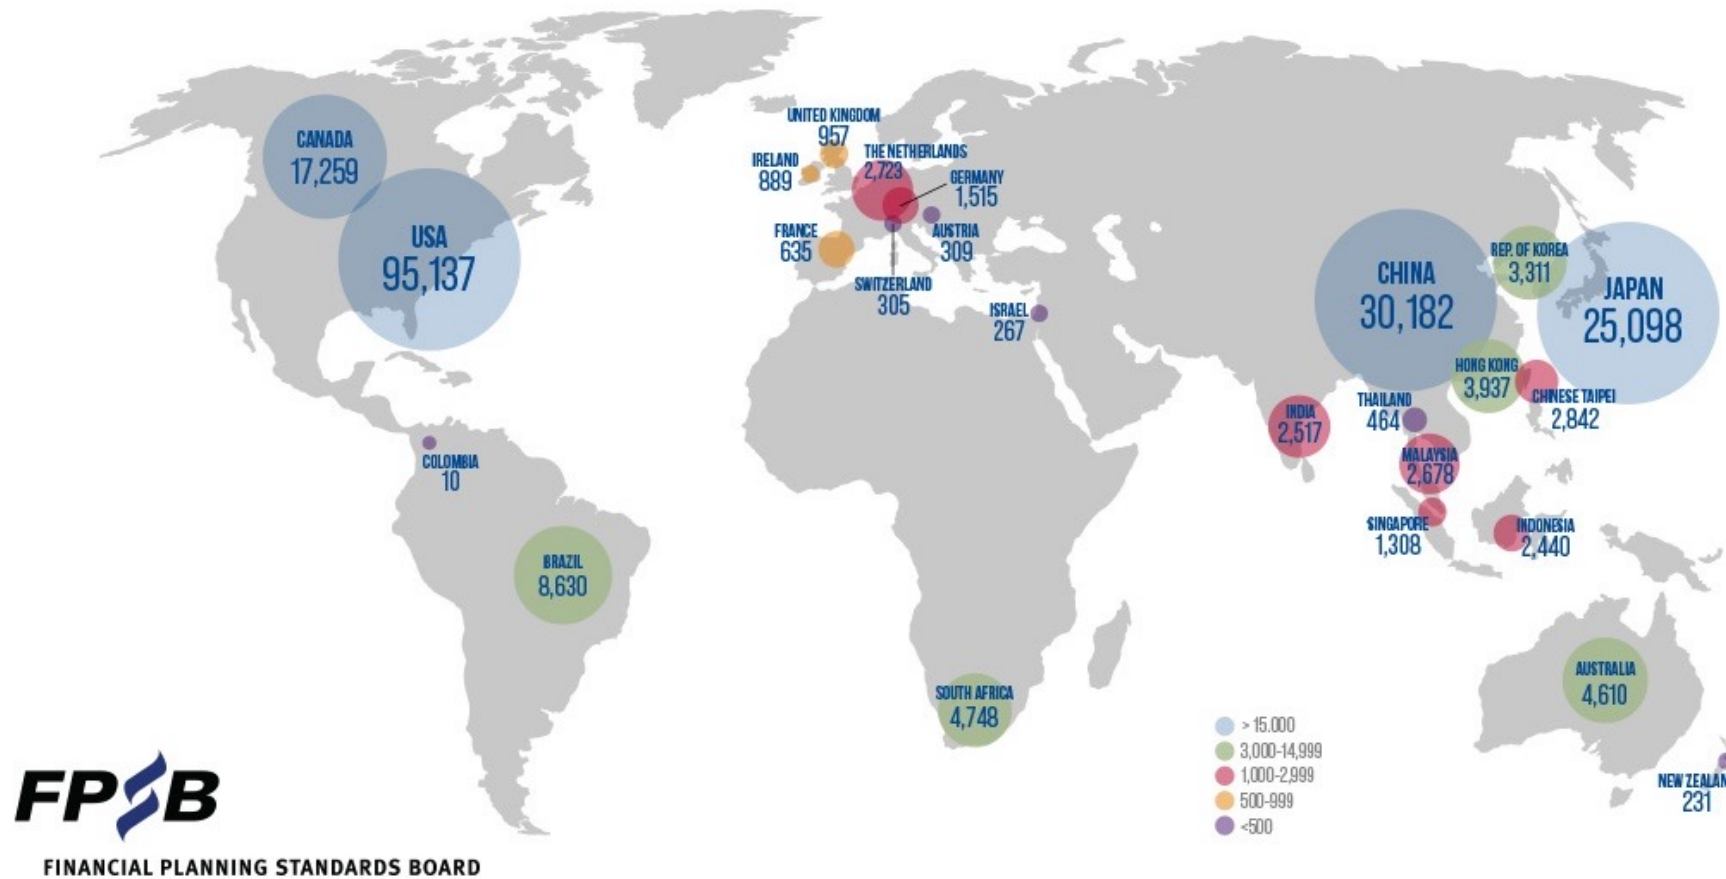 CANADA
17,259
USA
95,137
COLOMBIA
10
BRAZIL
8,630
UNITED KINGDOM
957
IRELAND
889
THE NETHERLANDS
2,723
GERMANY
1,515
FRANCE
635
AUSTRIA
309
SWITZERLAND
305
ISRAEL
267
SOUTH AFRICA
4,748
CHINA
30,182
REP. OF KOREA
3,311
JAPAN
25,098
HONG KONG
3,937
CHINESE TAIPEI
2,842
THAILAND
464
INDIA
2,517
MALAYSIA
2,678
SINGAPORE
1,308
INDONESIA
2,440
AUSTRALIA
4,610
NEW ZEALAN
231
> 15.000
3,000-14,999
1,000-2,999
500-999
<500
FPSB
FINANCIAL PLANNING STANDARDS BOARD